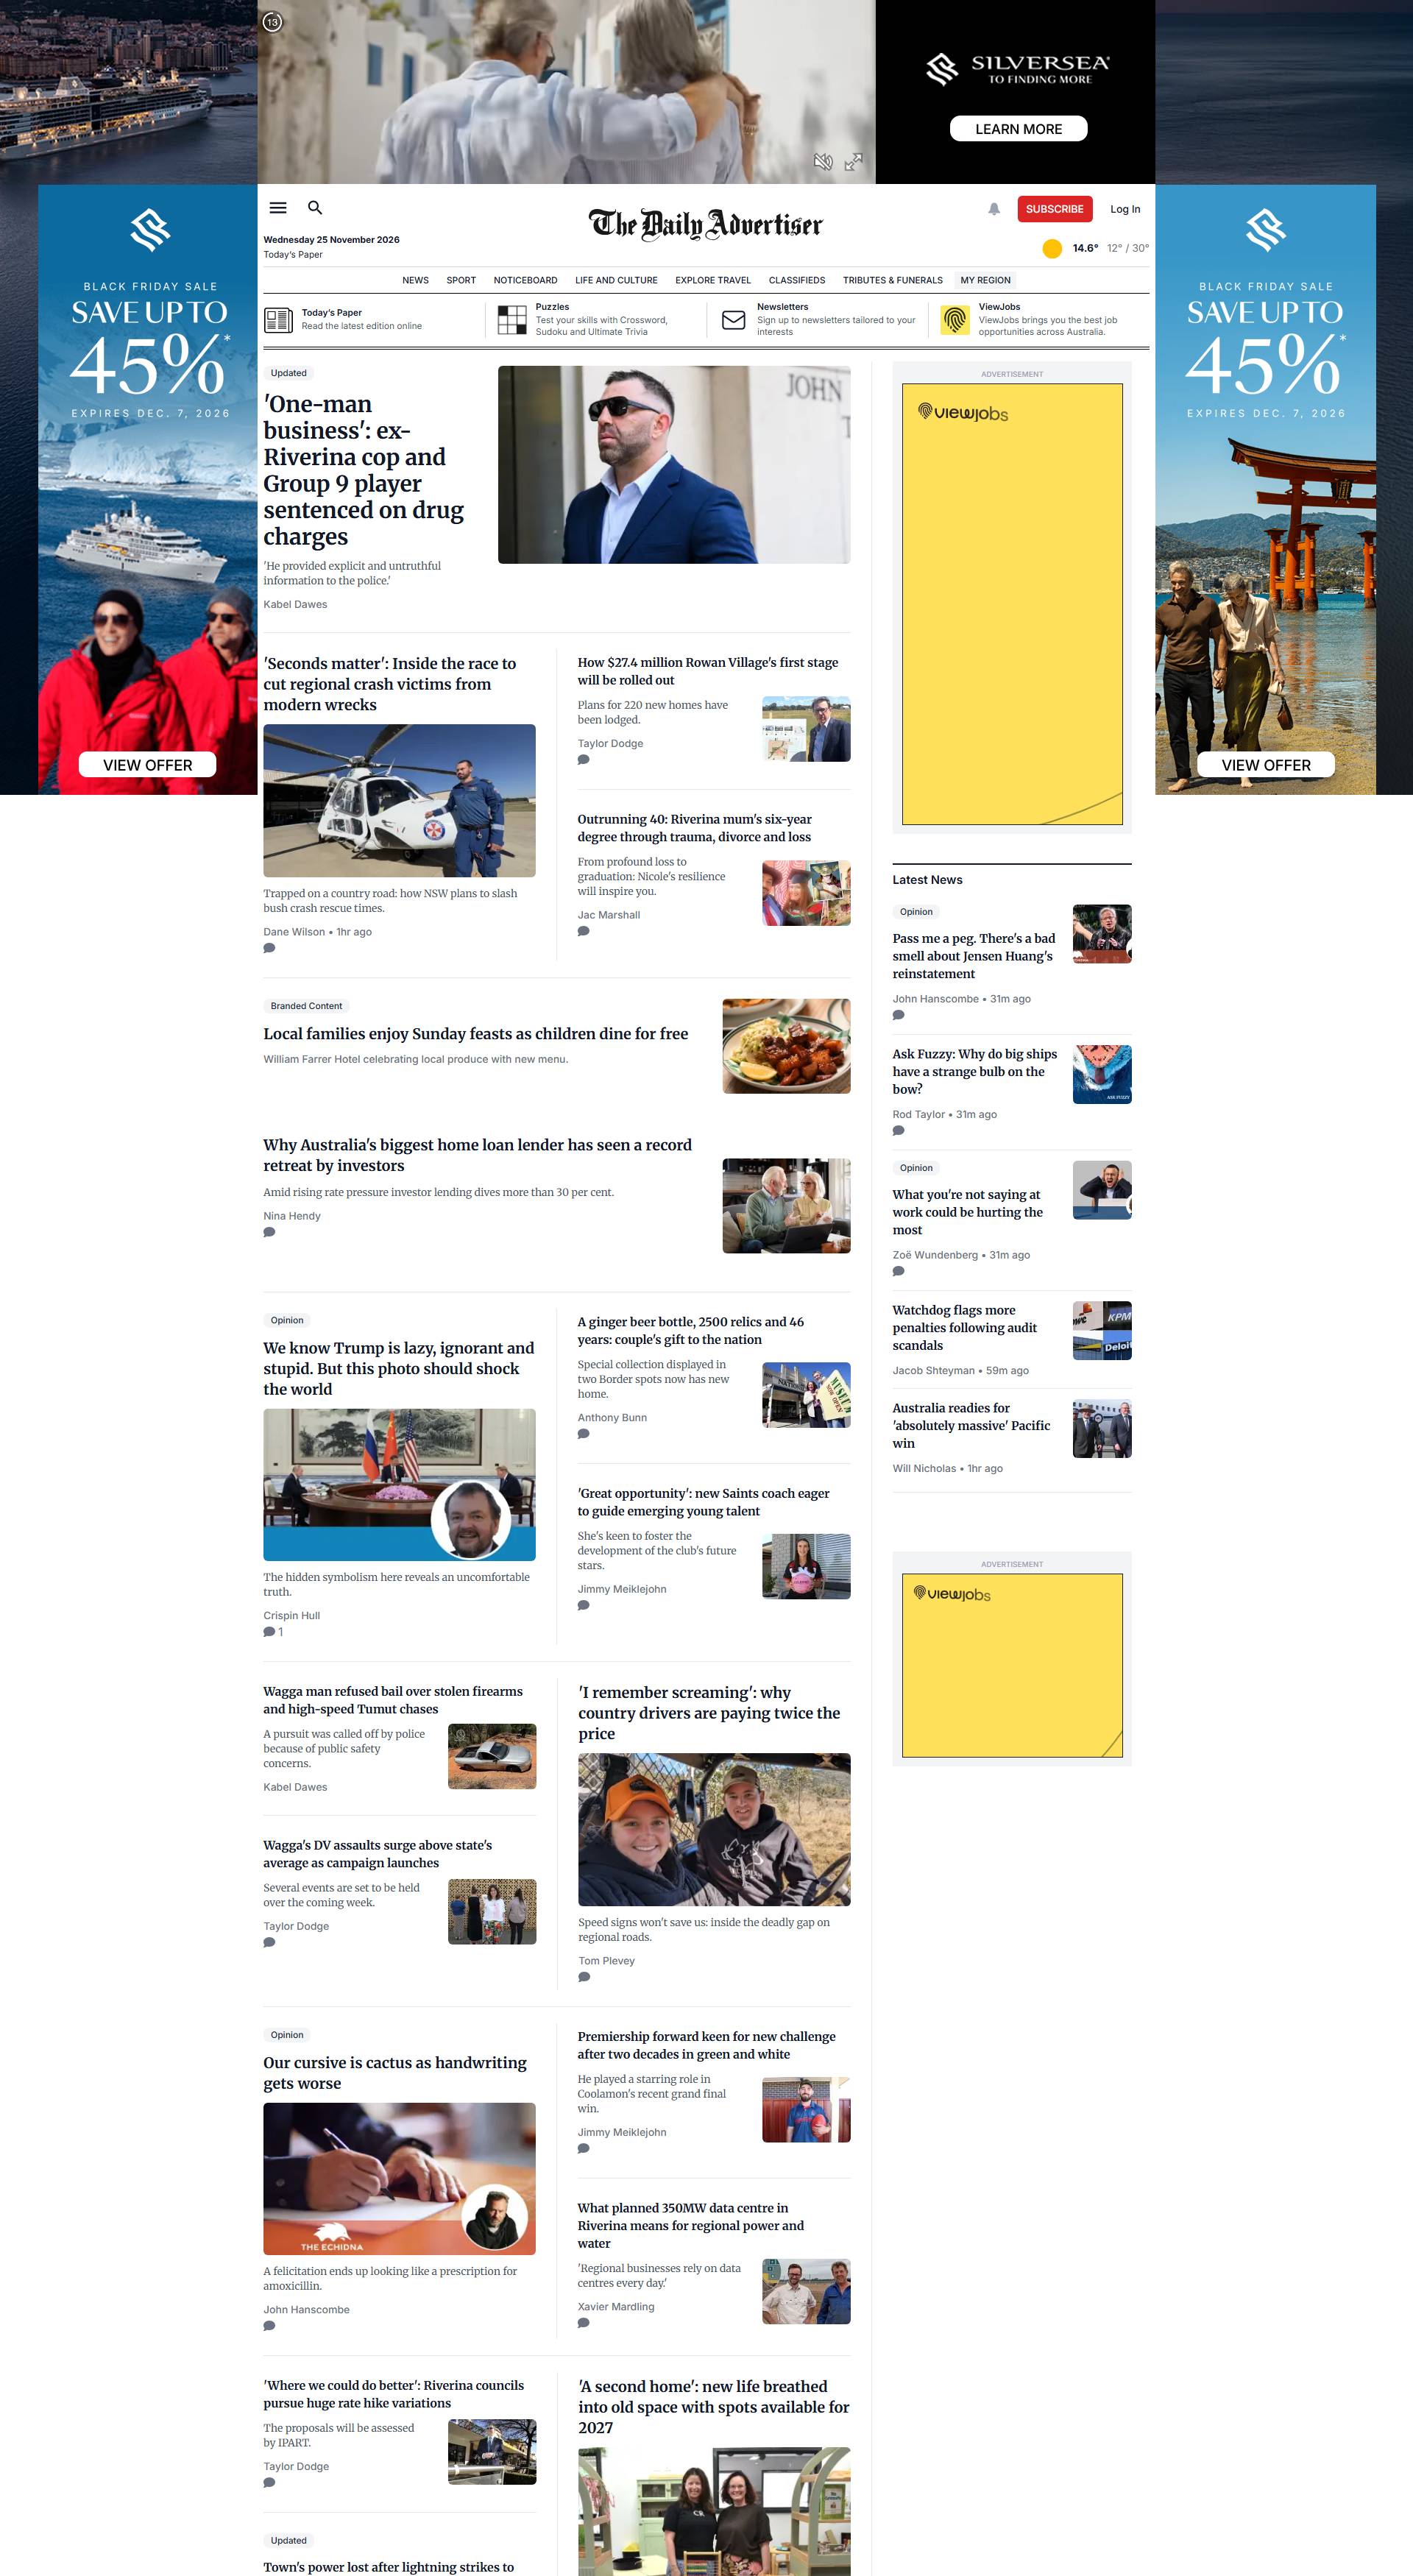 13
SILVERSEA®
TO FINDING MORE
LEARN MORE
BLACK FRIDAY SALE
SAVE UP TO
45%*
EXPIRES DEC. 7, 2026
VIEW OFFER
BLACK FRIDAY SALE
SAVE UP TO
45%*
EXPIRES DEC. 7, 2026
VIEW OFFER
The Daily Advertiser
SUBSCRIBE
Log In
Wednesday 25 November 2026
Today's Paper
14.6° 12° / 30°
NEWS SPORT NOTICEBOARD LIFE AND CULTURE EXPLORE TRAVEL CLASSIFIEDS TRIBUTES & FUNERALS MY REGION
Today's Paper
Read the latest edition online
Puzzles
Test your skills with Crossword,
Sudoku and Ultimate Trivia
Newsletters
Sign up to newsletters tailored to your
interests
ViewJobs
ViewJobs brings you the best job
opportunities across Australia.
Updated
'One-man
business': ex-
Riverina cop and
Group 9 player
sentenced on drug
charges
'He provided explicit and untruthful
information to the police.'
Kabel Dawes
JOHN
'Seconds matter': Inside the race to
cut regional crash victims from
modern wrecks
Trapped on a country road: how NSW plans to slash
bush crash rescue times.
Dane Wilson • 1hr ago
How $27.4 million Rowan Village's first stage
will be rolled out
Plans for 220 new homes have
been lodged.
Taylor Dodge
Outrunning 40: Riverina mum's six-year
degree through trauma, divorce and loss
From profound loss to
graduation: Nicole's resilience
will inspire you.
Jac Marshall
Branded Content
Local families enjoy Sunday feasts as children dine for free
William Farrer Hotel celebrating local produce with new menu.
Why Australia's biggest home loan lender has seen a record
retreat by investors
Amid rising rate pressure investor lending dives more than 30 per cent.
Nina Hendy
Opinion
We know Trump is lazy, ignorant and
stupid. But this photo should shock
the world
The hidden symbolism here reveals an uncomfortable
truth.
Crispin Hull
1
A ginger beer bottle, 2500 relics and 46
years: couple's gift to the nation
Special collection displayed in
two Border spots now has new
home.
Anthony Bunn
'Great opportunity': new Saints coach eager
to guide emerging young talent
She's keen to foster the
development of the club's future
stars.
Jimmy Meiklejohn
Wagga man refused bail over stolen firearms
and high-speed Tumut chases
A pursuit was called off by police
because of public safety
concerns.
Kabel Dawes
Wagga's DV assaults surge above state's
average as campaign launches
Several events are set to be held
over the coming week.
Taylor Dodge
'I remember screaming': why
country drivers are paying twice the
price
Speed signs won't save us: inside the deadly gap on
regional roads.
Tom Plevey
Opinion
Our cursive is cactus as handwriting
gets worse
THE ECHIDNA
A felicitation ends up looking like a prescription for
amoxicillin.
John Hanscombe
Premiership forward keen for new challenge
after two decades in green and white
He played a starring role in
Coolamon's recent grand final
win.
Jimmy Meiklejohn
What planned 350MW data centre in
Riverina means for regional power and
water
'Regional businesses rely on data
centres every day.'
Xavier Mardling
'Where we could do better': Riverina councils
pursue huge rate hike variations
The proposals will be assessed
by IPART.
Taylor Dodge
Updated
Town's power lost after lightning strikes to
'A second home': new life breathed
into old space with spots available for
2027
ADVERTISEMENT
viewjobs
Latest News
Opinion
Pass me a peg. There's a bad
smell about Jensen Huang's
reinstatement
John Hanscombe • 31m ago
Ask Fuzzy: Why do big ships
have a strange bulb on the
bow?
Rod Taylor • 31m ago
ASK FUZZY
Opinion
What you're not saying at
work could be hurting the
most
Zoë Wundenberg • 31m ago
Watchdog flags more
penalties following audit
scandals
Jacob Shteyman • 59m ago
pwc
KPM
Deloit
Australia readies for
'absolutely massive' Pacific
win
Will Nicholas • 1hr ago
ADVERTISEMENT
viewjobs